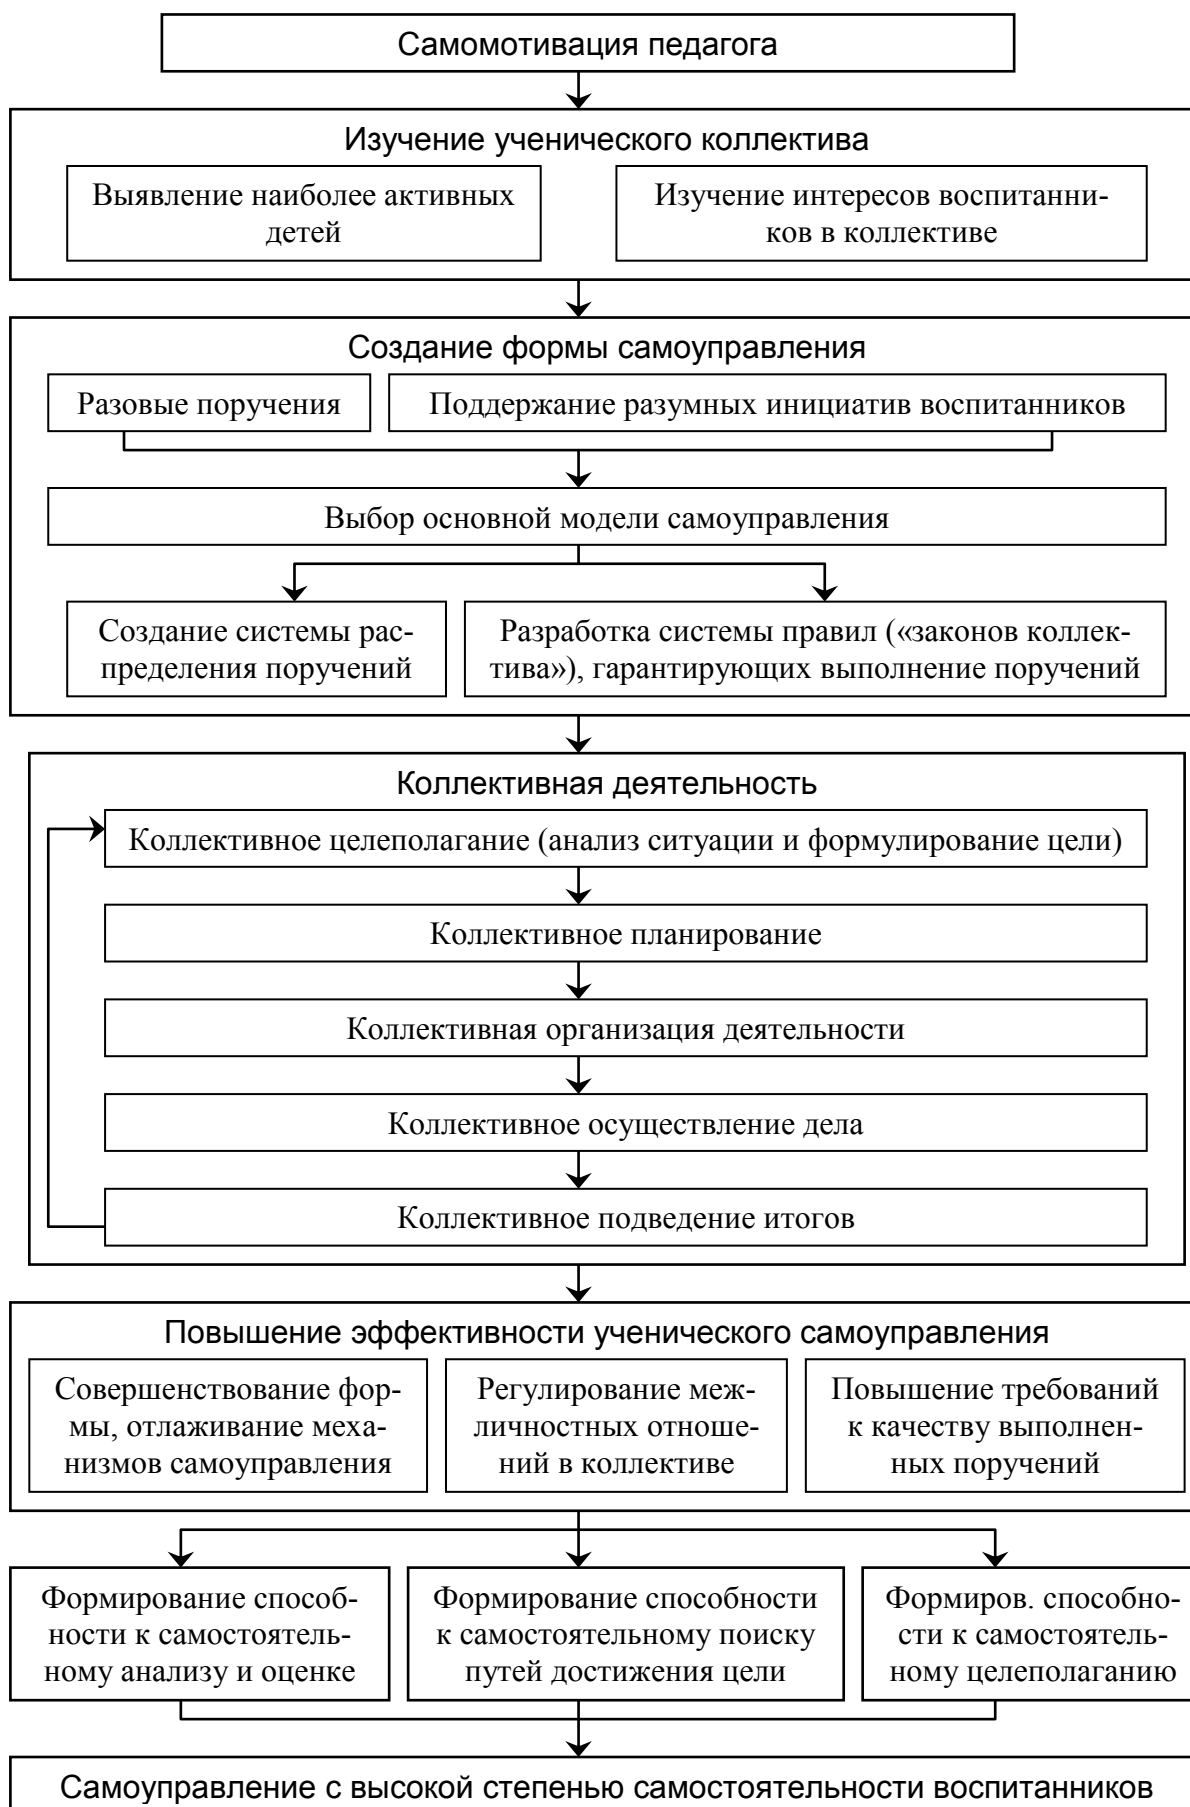 Самомотивация педагога
Изучение ученического коллектива
Выявление наиболее активных
детей
Изучение интересов воспитанни-
ков в коллективе
Создание формы самоуправления
Разовые поручения
Поддержание разумных инициатив воспитанников
Выбор основной модели самоуправления
Создание системы рас-
пределения поручений
Разработка системы правил («законов коллек-
тива»), гарантирующих выполнение поручений
Коллективная деятельность
Коллективное целеполагание (анализ ситуации и формулирование цели)
Коллективное планирование
Коллективная организация деятельности
Коллективное осуществление дела
Коллективное подведение итогов
Повышение эффективности ученического самоуправления
Совершенствование фор-
мы, отлаживание меха-
низмов самоуправления
Регулирование меж-
личностных отноше-
ний в коллективе
Повышение требований
к качеству выполнен-
ных поручений
Формирование способ-
ности к самостоятель-
ному анализу и оценке
Формирование способности
к самостоятельному поиску
путей достижения цели
Формиров. способно-
сти к самостоятель-
ному целеполаганию
Самоуправление с высокой степенью самостоятельности воспитанников